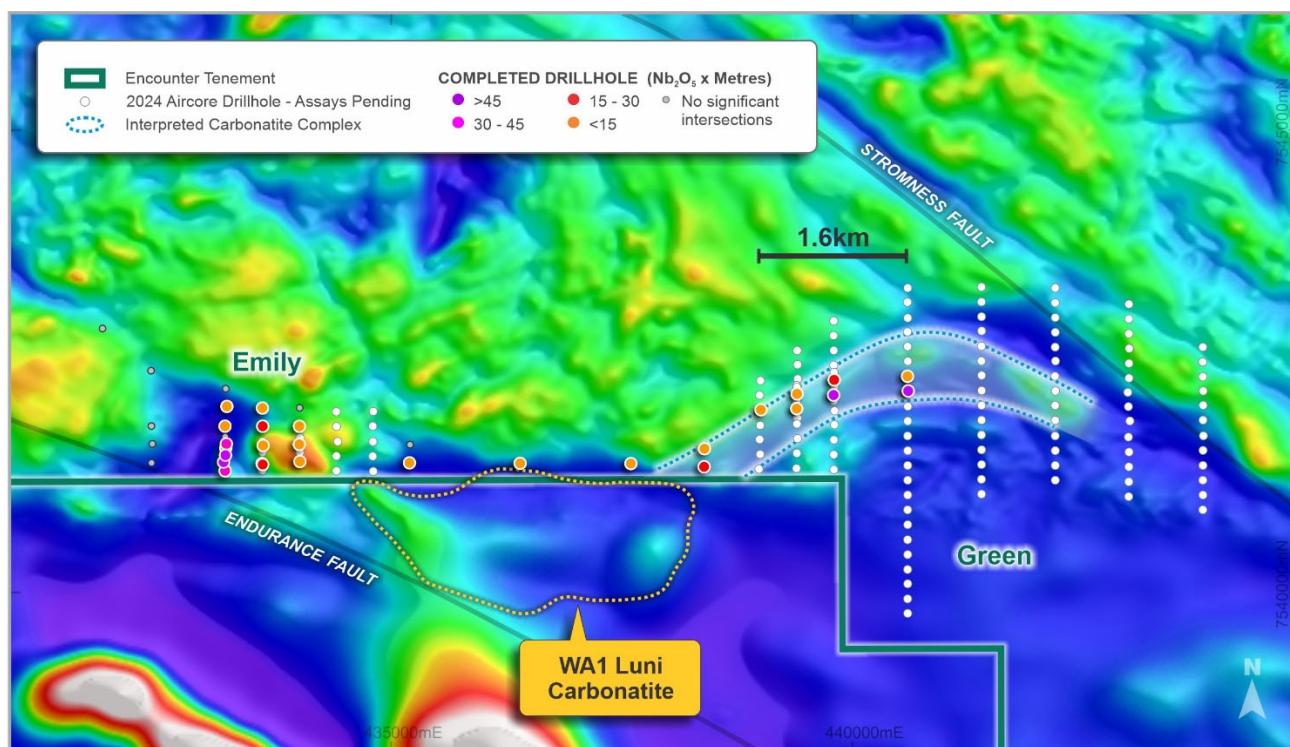 Encounter Tenement
2024 Aircore Drillhole - Assays Pending
Interpreted Carbonatite Complex
COMPLETED DRILLHOLE (Nb₂O₅ x Metres)
>45
30 - 45
15 - 30
<15
No significant
intersections
7545000mN
STROMNESS FAULT
1.6km
Emily
ENDURANCE FAULT
Green
7540000mN
WA1 Luni
Carbonatite
N
435000mE
440000mE